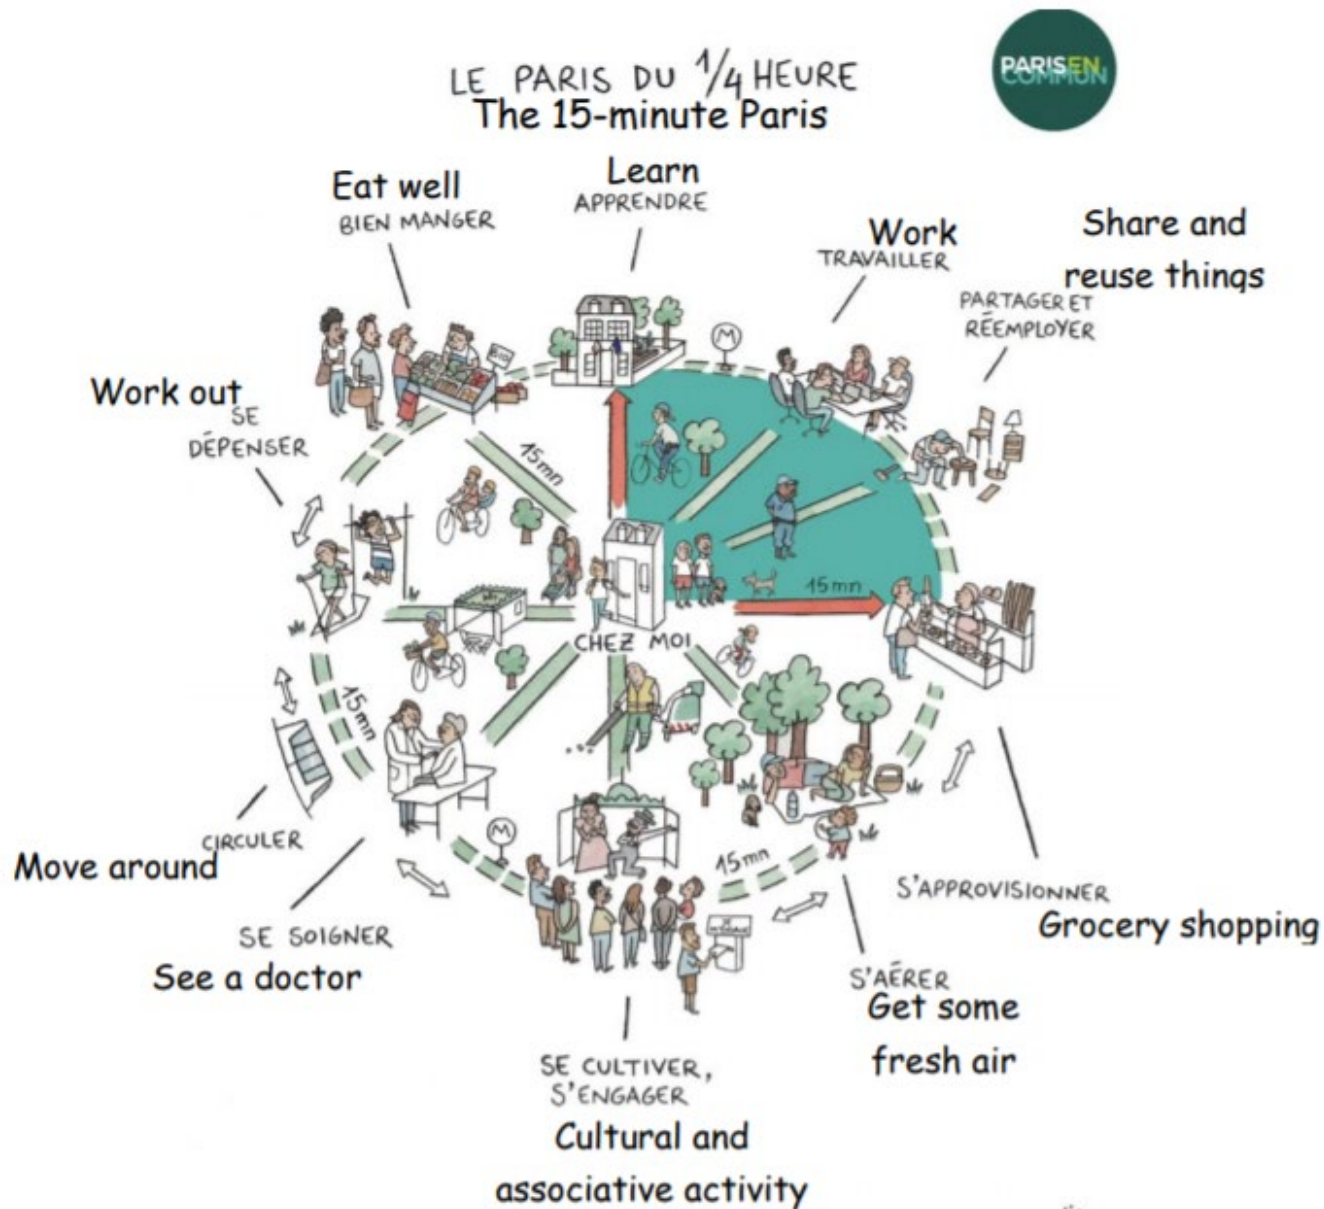 LE PARIS DU 1/4 HEURE
The 15-minute Paris
PARISEN
COMMUN
Learn
APPRENDRE
Eat well
BIEN MANGER
Work
TRAVAILLER
Share and
reuse things
PARTAGER ET
RÉEMPLOYER
Work out
SE
DÉPENSER
M
BIO
15mn
15mn
CHEZ MOI
15mn
CIRCULER
Move around
M
15mn
SE SOIGNER
See a doctor
S'APPROVISIONNER
Grocery shopping
S'AÉRER
Get some
fresh air
SE CULTIVER,
S'ENGAGER
Cultural and
associative activity